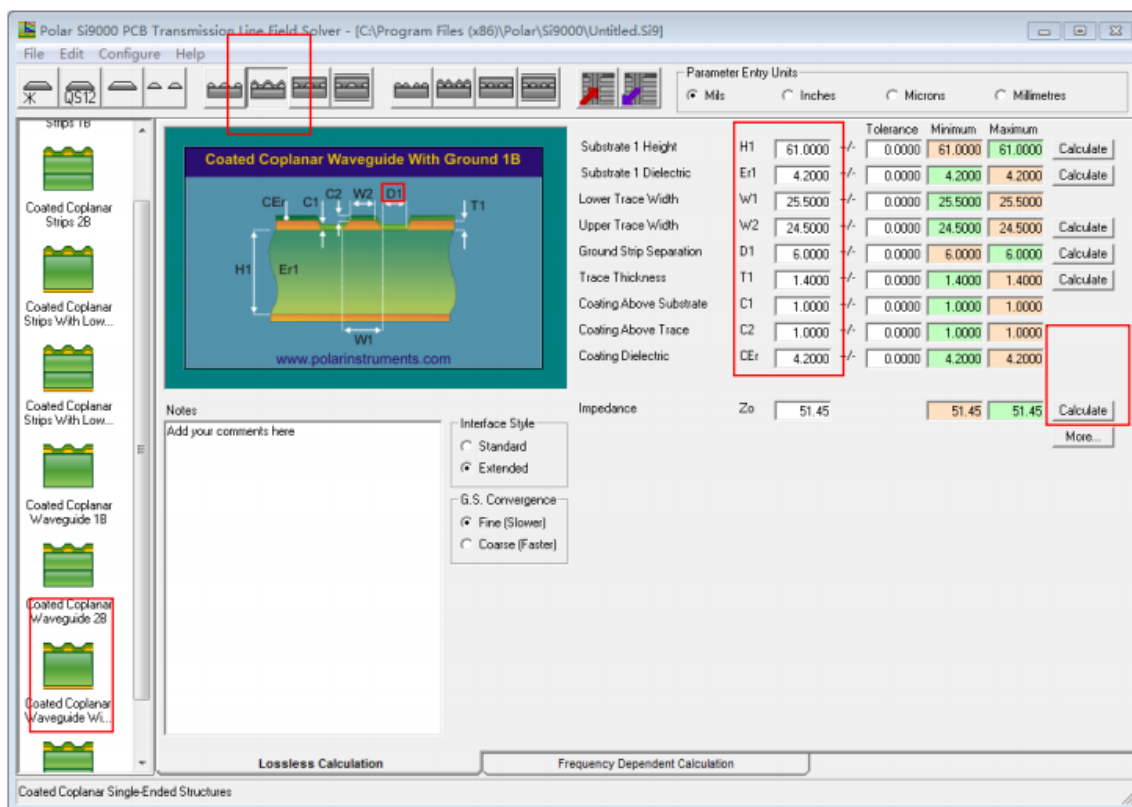 Polar Si9000 PCB Transmission Line Field Solver - [C:\Program Files (x86)\Polar\Si9000\Untitled.Si9]
File Edit Configure Help
QS12
Parameter Entry Units
Mils Inches Microns Millimetres
Strips 1B
Coated Coplanar
Strips 2B
Coated Coplanar
Strips With Low...
Coated Coplanar
Strips With Low...
Coated Coplanar
Waveguide 1B
Coated Coplanar
Waveguide 2B
Coated Coplanar
Waveguide Wi...
Coated Coplanar Waveguide With Ground 1B
CEr C1 C2 W2 D1 T1
H1 Er1
W1
www.polarinstruments.com
Tolerance Minimum Maximum
Substrate 1 Height H1 61.0000 +/- 0.0000 61.0000 61.0000 Calculate
Substrate 1 Dielectric Er1 4.2000 +/- 0.0000 4.2000 4.2000 Calculate
Lower Trace Width W1 25.5000 +/- 0.0000 25.5000 25.5000
Upper Trace Width W2 24.5000 +/- 0.0000 24.5000 24.5000 Calculate
Ground Strip Separation D1 6.0000 +/- 0.0000 6.0000 6.0000 Calculate
Trace Thickness T1 1.4000 +/- 0.0000 1.4000 1.4000 Calculate
Coating Above Substrate C1 1.0000 +/- 0.0000 1.0000 1.0000
Coating Above Trace C2 1.0000 +/- 0.0000 1.0000 1.0000
Coating Dielectric CEr 4.2000 +/- 0.0000 4.2000 4.2000
Impedance Zo 51.45 51.45 51.45 Calculate
More...
Notes
Add your comments here
Interface Style
Standard
Extended
G.S. Convergence
Fine (Slower)
Coarse (Faster)
Lossless Calculation Frequency Dependent Calculation
Coated Coplanar Single-Ended Structures